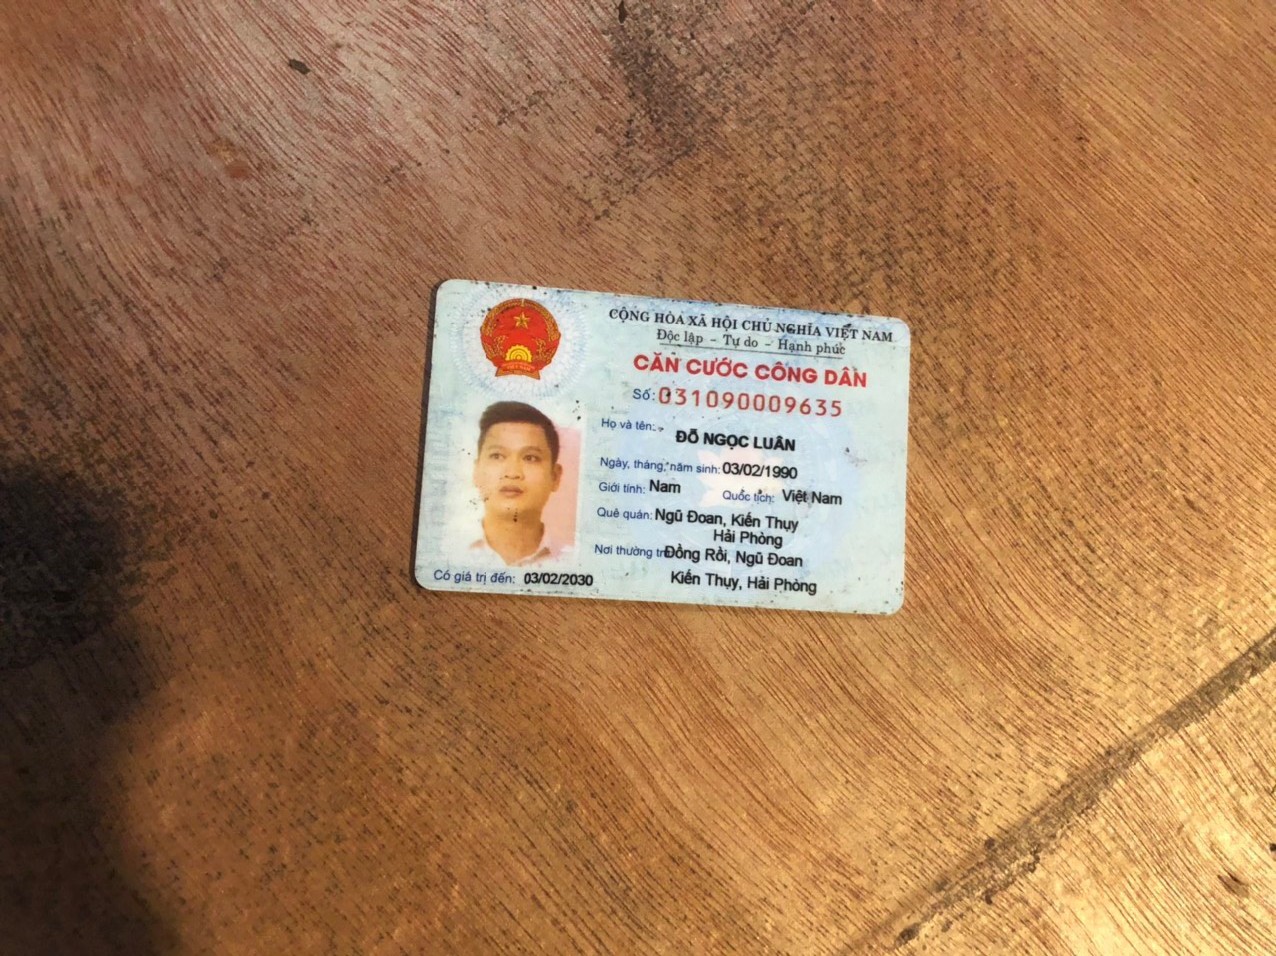 CỘNG HÒA XÃ HỘI CHỦ NGHĨA VIỆT NAM
Độc lập - Tự do - Hạnh phúc
CĂN CƯỚC CÔNG DÂN
Số: 031090009635
Họ và tên:
ĐỖ NGỌC LUÂN
Ngày, tháng, năm sinh: 03/02/1990
Giới tính: Nam Quốc tịch: Việt Nam
Quê quán: Ngũ Đoan, Kiến Thụy
Hải Phòng
Nơi thường tr Đồng Rồi, Ngũ Đoan
Kiến Thụy, Hải Phòng
Có giá trị đến: 03/02/2030